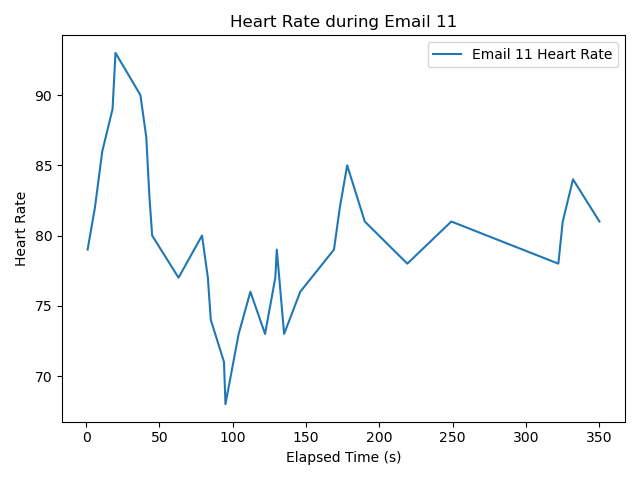 Heart Rate during Email 11
Email 11 Heart Rate
Heart Rate
90
85
80
75
70
0 50 100 150 200 250 300 350
Elapsed Time (s)